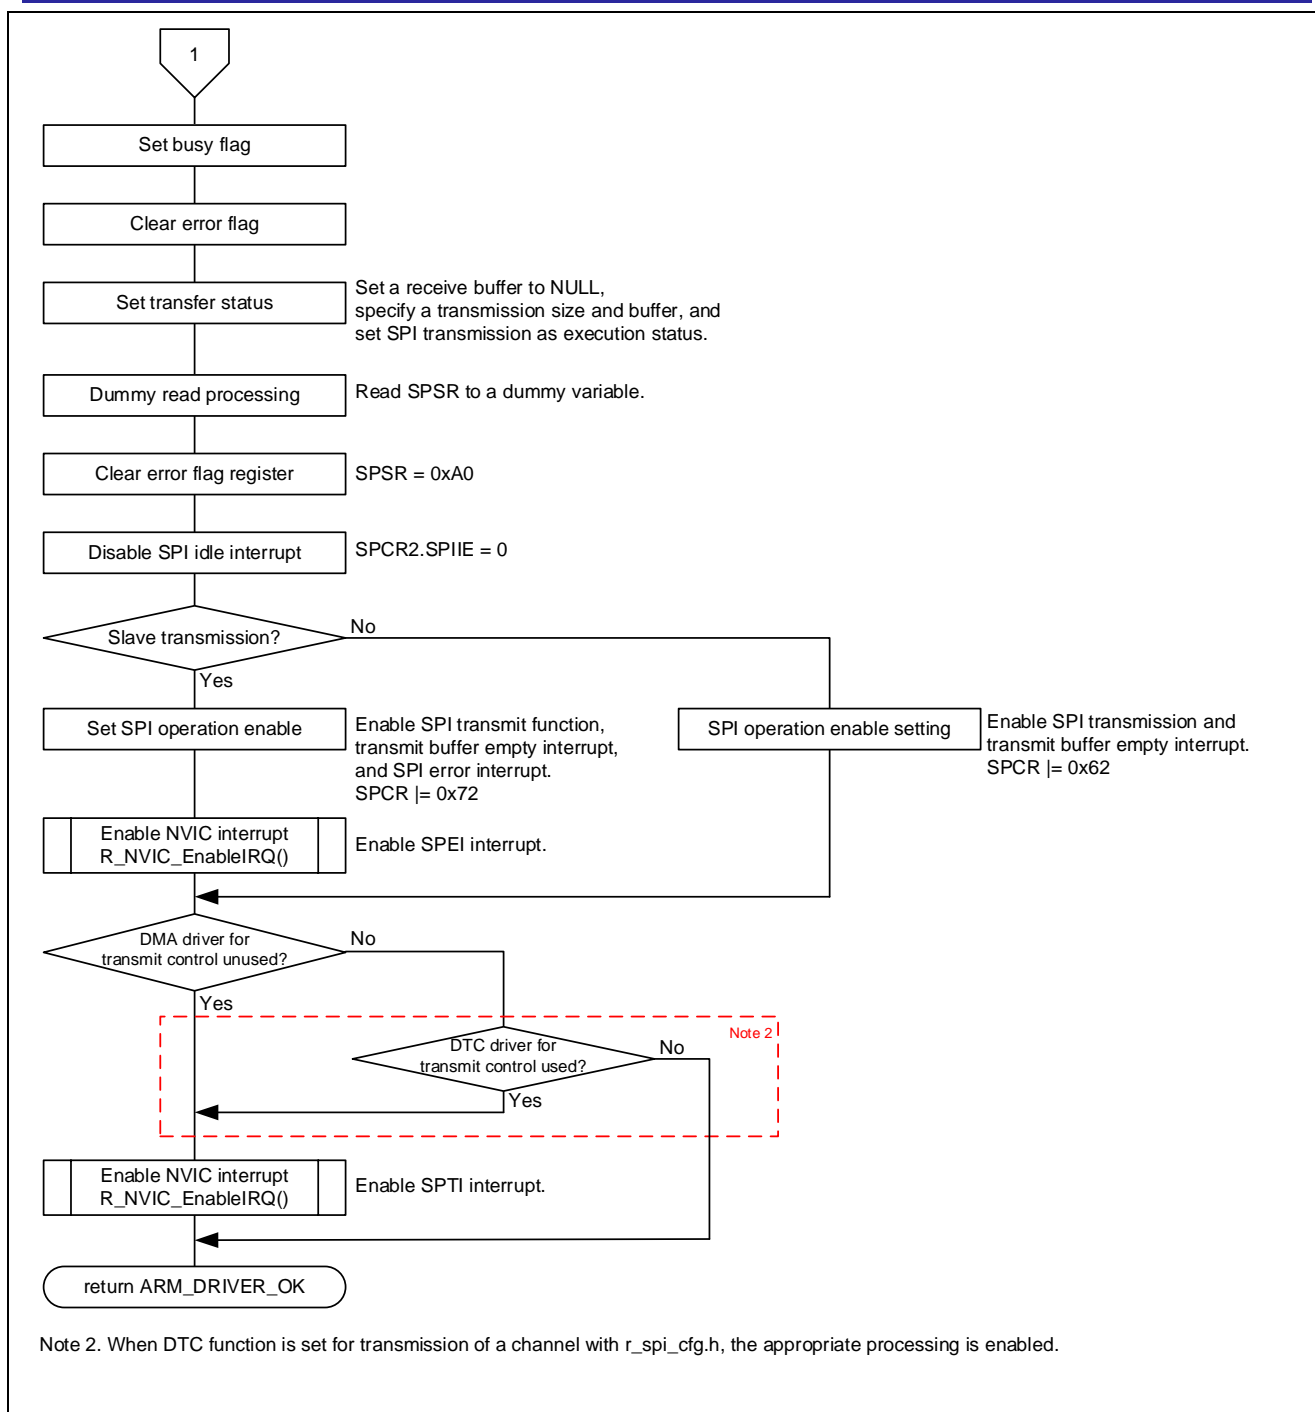 1
Set busy flag
Clear error flag
Set transfer status
Set a receive buffer to NULL,
specify a transmission size and buffer, and
set SPI transmission as execution status.
Dummy read processing
Read SPSR to a dummy variable.
Clear error flag register
SPSR = 0xA0
Disable SPI idle interrupt
SPCR2.SPIIE = 0
Slave transmission?
No
Yes
Set SPI operation enable
Enable SPI transmit function,
transmit buffer empty interrupt,
and SPI error interrupt.
SPCR |= 0x72
SPI operation enable setting
Enable SPI transmission and
transmit buffer empty interrupt.
SPCR |= 0x62
Enable NVIC interrupt
R_NVIC_EnableIRQ()
Enable SPEI interrupt.
DMA driver for
transmit control unused?
No
Yes
Note 2
DTC driver for
transmit control used?
No
Yes
Enable NVIC interrupt
R_NVIC_EnableIRQ()
Enable SPTI interrupt.
return ARM_DRIVER_OK
Note 2. When DTC function is set for transmission of a channel with r_spi_cfg.h, the appropriate processing is enabled.